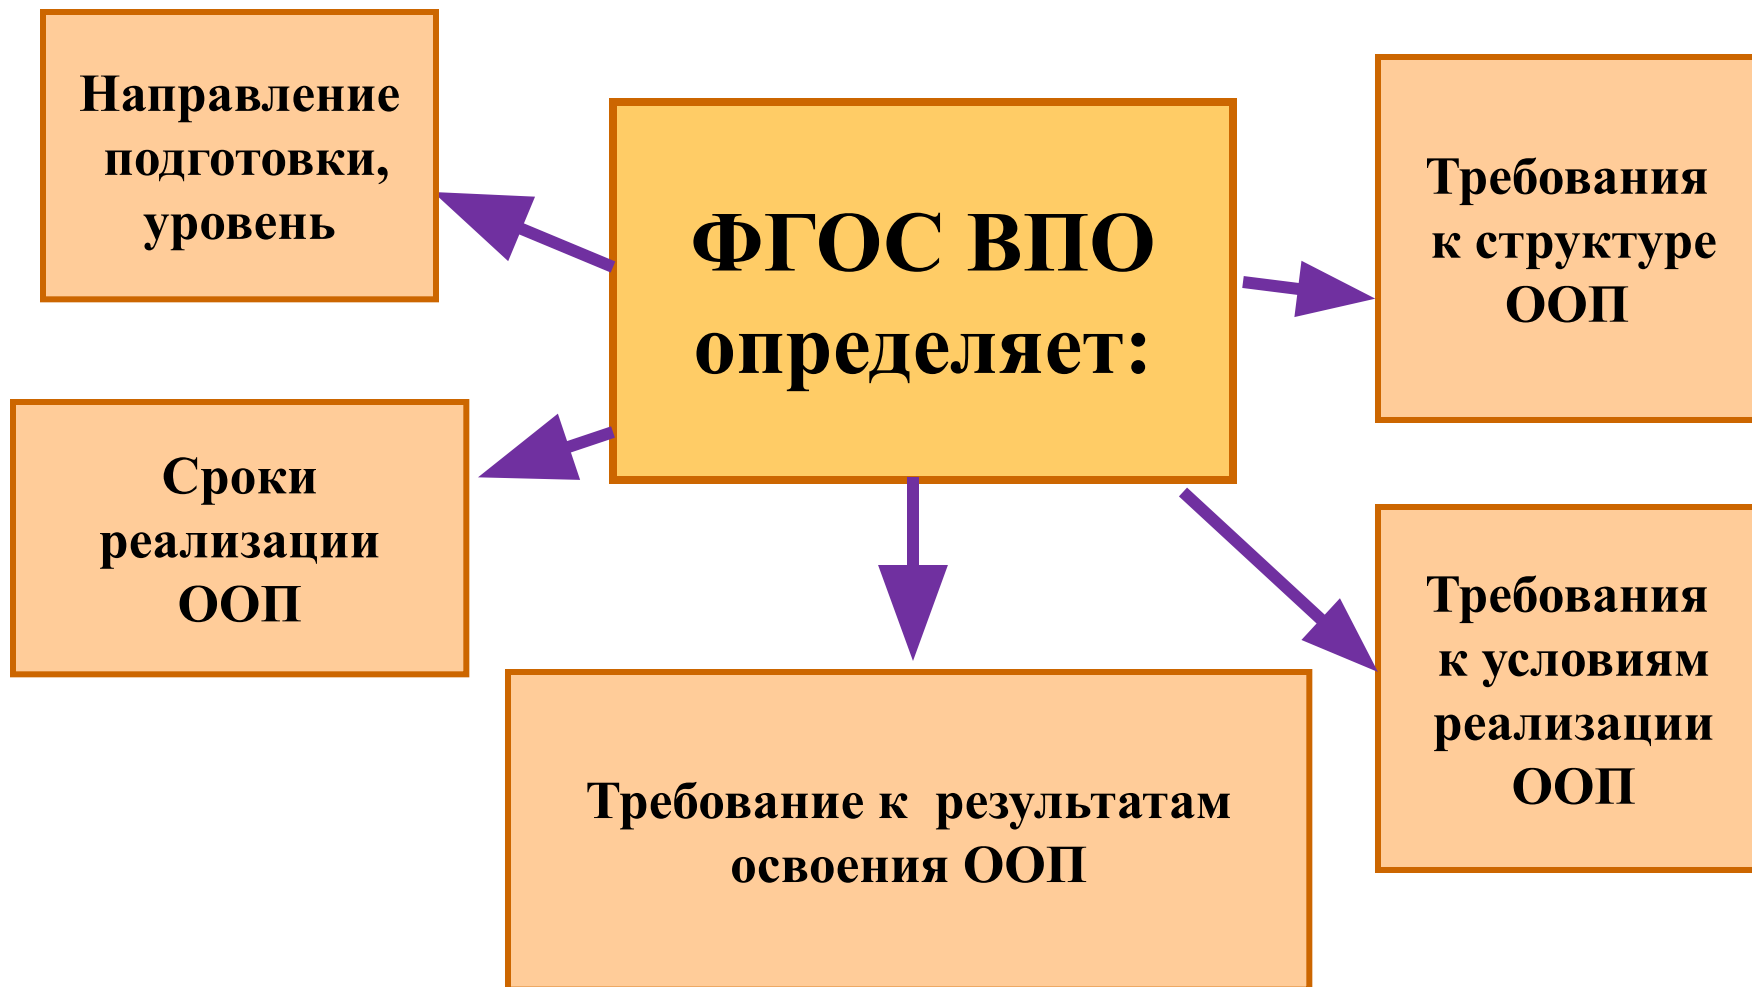 Направление
подготовки,
уровень
ФГОС ВПО
определяет:
Требования
к структуре
ООП
Сроки
реализации
ООП
Требования
к условиям
реализации
ООП
Требование к  результатам
освоения ООП